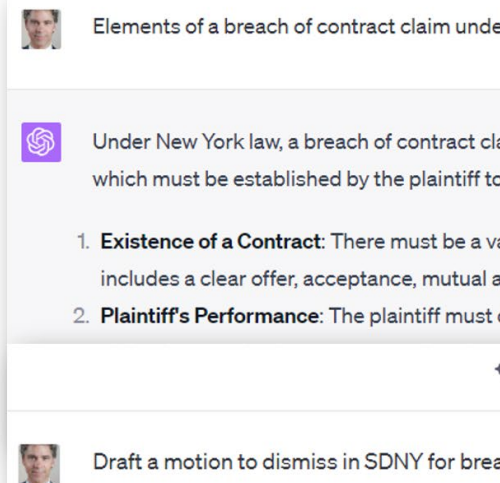 Elements of a breach of contract claim unde
Under New York law, a breach of contract cla
which must be established by the plaintiff to
1. Existence of a Contract: There must be a va
includes a clear offer, acceptance, mutual a
2. Plaintiff's Performance: The plaintiff must
Draft a motion to dismiss in SDNY for brea